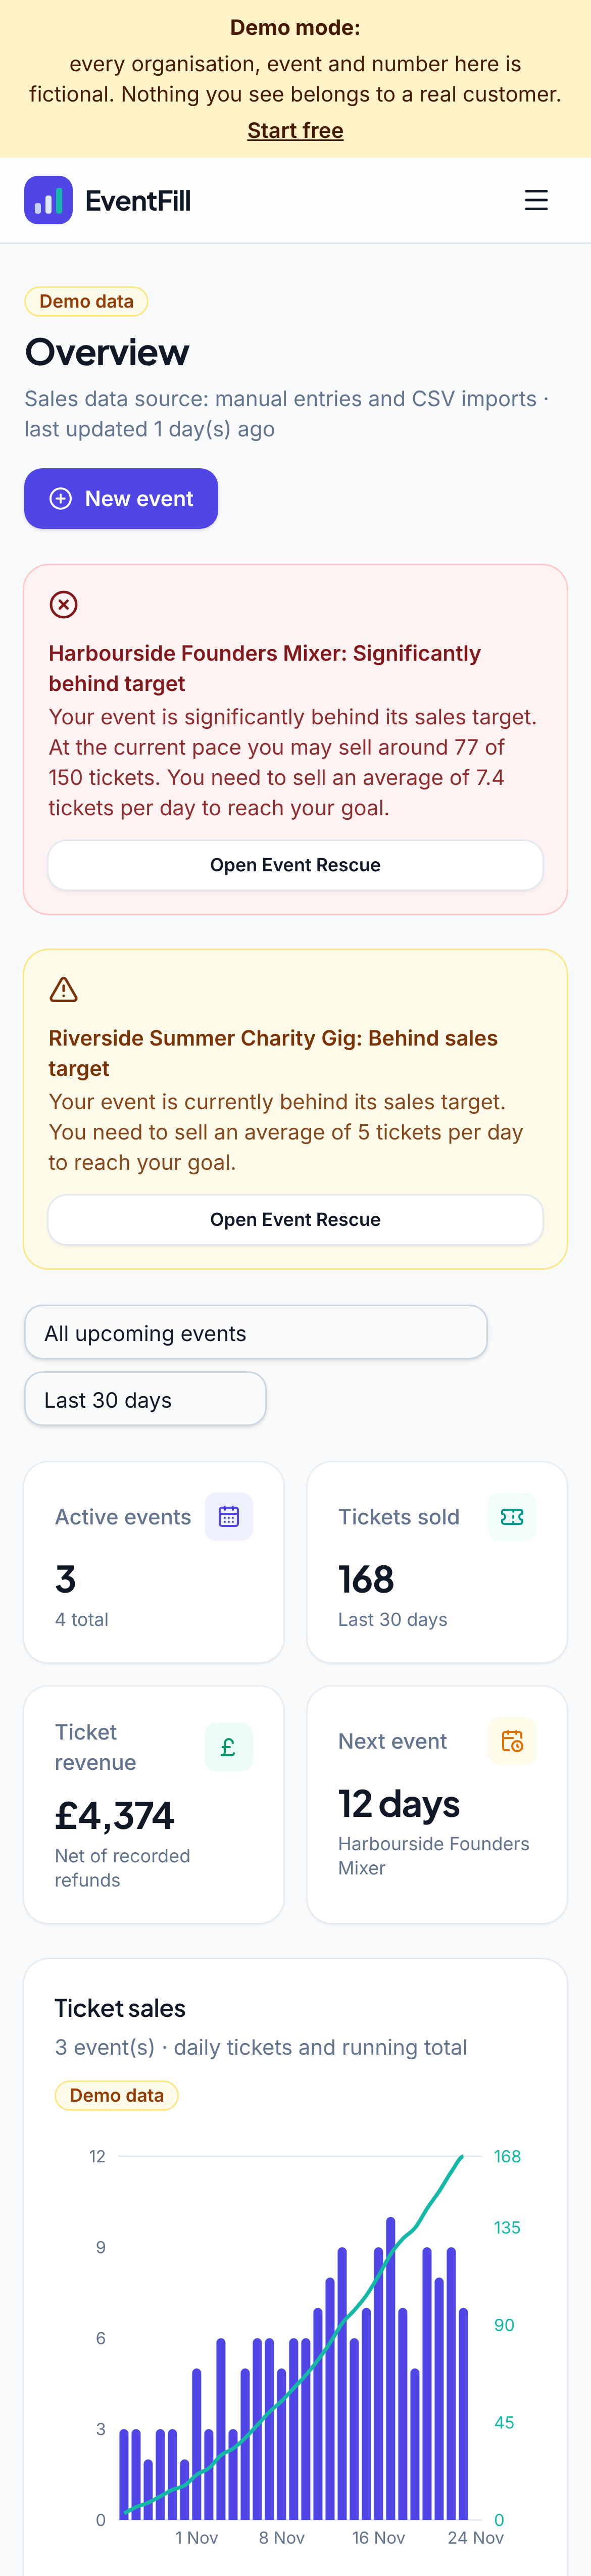 Demo mode:
every organisation, event and number here is
fictional. Nothing you see belongs to a real customer.
Start free
EventFill
Demo data
Overview
Sales data source: manual entries and CSV imports ·
last updated 1 day(s) ago
New event
Harbourside Founders Mixer: Significantly
behind target
Your event is significantly behind its sales target.
At the current pace you may sell around 77 of
150 tickets. You need to sell an average of 7.4
tickets per day to reach your goal.
Open Event Rescue
Riverside Summer Charity Gig: Behind sales
target
Your event is currently behind its sales target.
You need to sell an average of 5 tickets per day
to reach your goal.
Open Event Rescue
All upcoming events
Last 30 days
Active events
3
4 total
Tickets sold
168
Last 30 days
Ticket
revenue
£
£4,374
Net of recorded
refunds
Next event
12 days
Harbourside Founders
Mixer
Ticket sales
3 event(s) · daily tickets and running total
Demo data
12 168
135
9
90
6
45
3
0 0
1 Nov 8 Nov 16 Nov 24 Nov